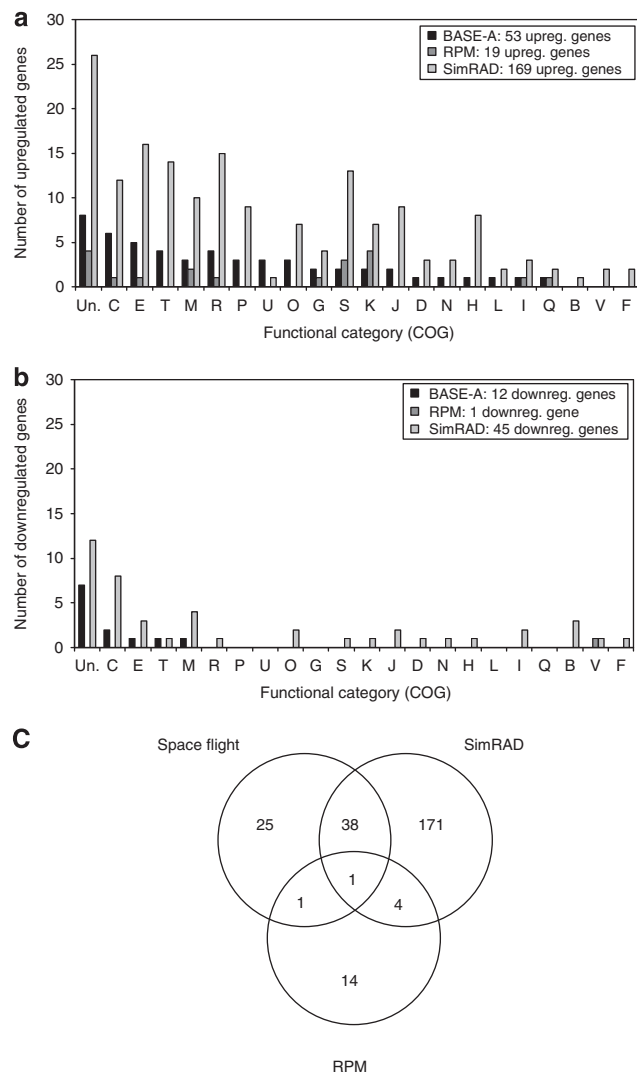 a
Number of upregulated genes
30
25
20
15
10
5
0
BASE-A: 53 upreg. genes
RPM: 19 upreg. genes
SimRAD: 169 upreg. genes
Un. C E T M R P U O G S K J D N H L I Q B V F
Functional category (COG)
b
Number of downregulated genes
30
25
20
15
10
5
0
BASE-A: 12 downreg. genes
RPM: 1 downreg. gene
SimRAD: 45 downreg. genes
Un. C E T M R P U O G S K J D N H L I Q B V F
Functional category (COG)
C
Space flight SimRAD
25 38 171
1
1 4
14
RPM